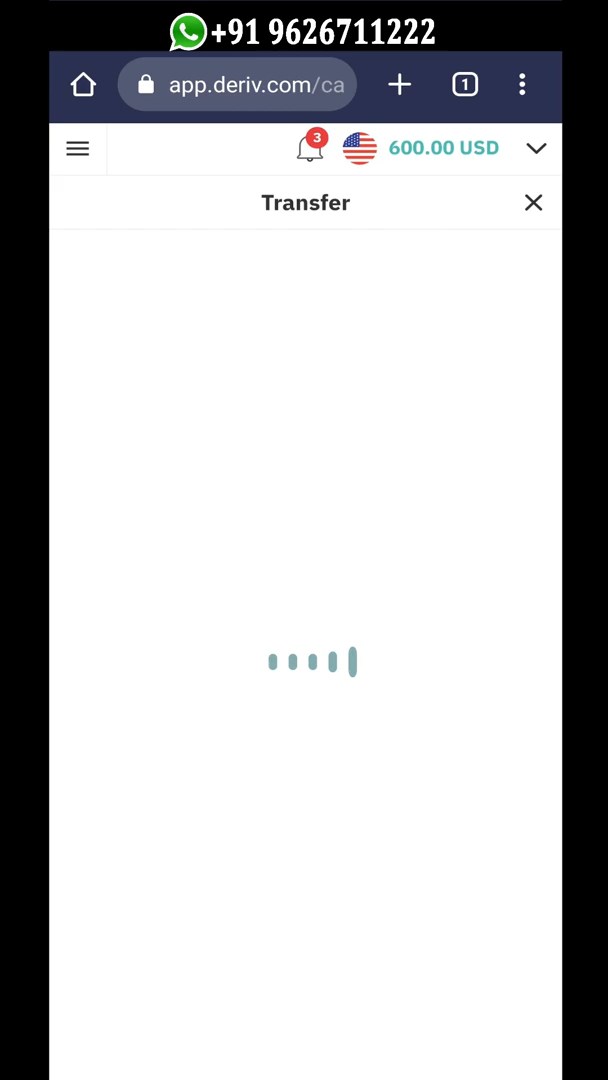 +91 9626711222
app.deriv.com/ca
1
3
600.00 USD
Transfer